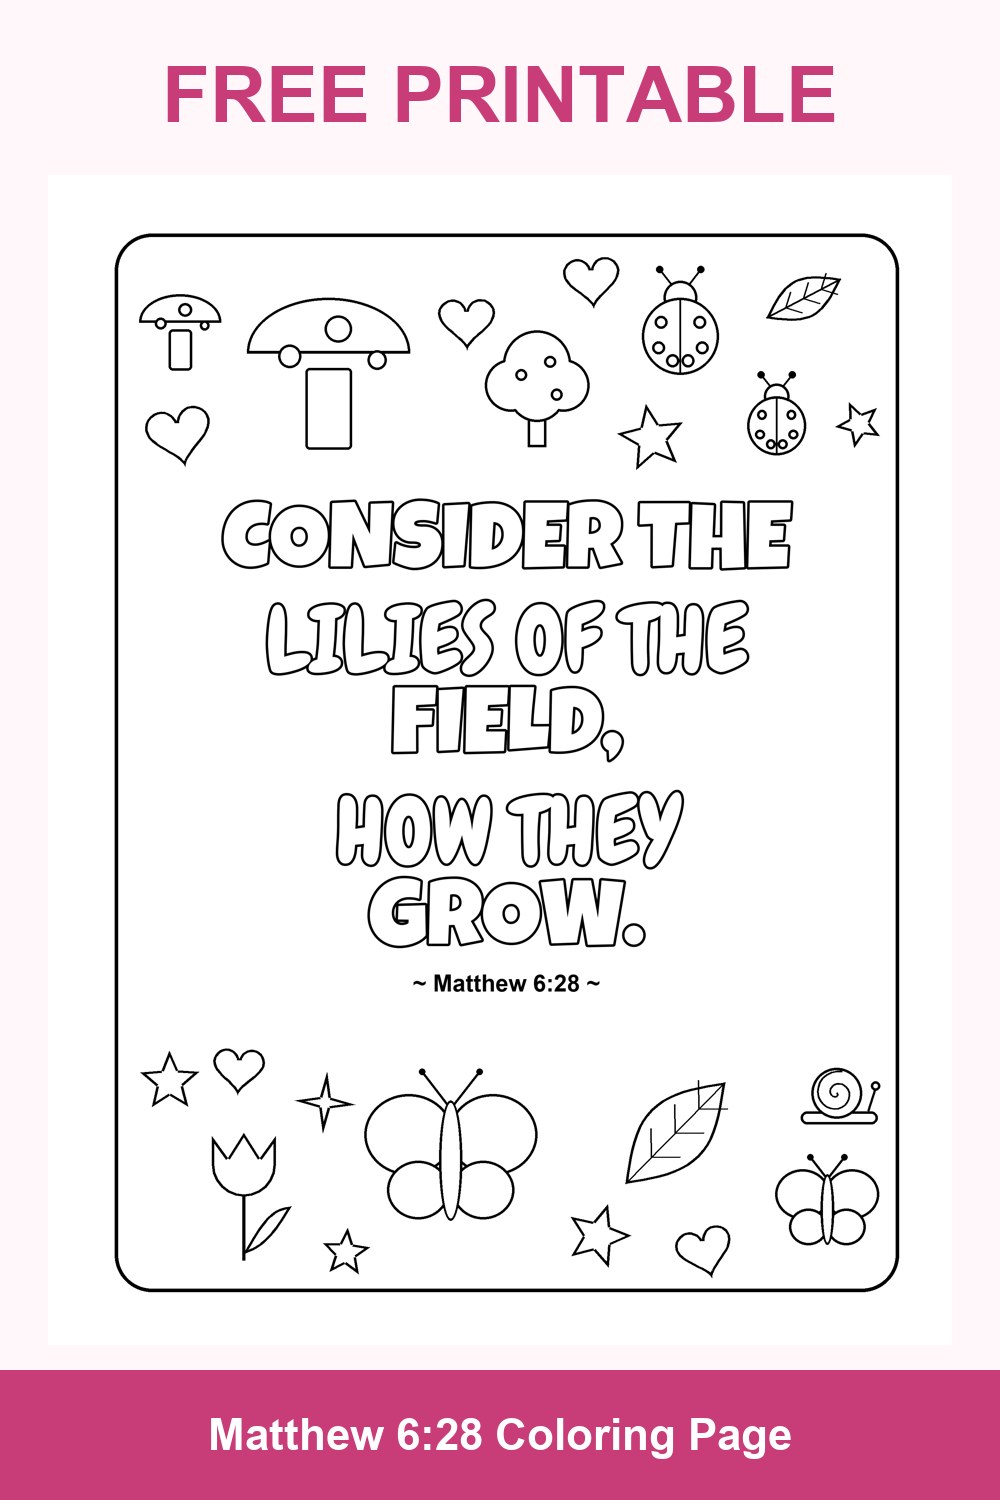 FREE PRINTABLE
CONSIDER THE
LILIES OF THE
FIELD,
HOW THEY
GROW.
~ Matthew 6:28 ~
Matthew 6:28 Coloring Page